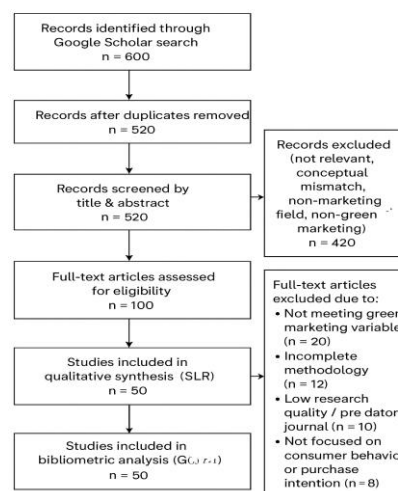 Records identified through
Google Scholar search
n = 600
Records after duplicates removed
n = 520
Records screened by
title & abstract
n = 520
Records excluded
(not relevant,
conceptual
mismatch,
non-marketing
field, non-green
marketing)
n = 420
Full-text articles assessed
for eligibility
n = 100
Full-text articles
excluded due to:
• Not meeting green
marketing variable
(n = 20)
• Incomplete
methodology
(n = 12)
• Low research
quality / pre dator
journal (n = 10)
• Not focused on
consumer behavio
or purchase
intention (n = 8)
Studies included in
qualitative synthesis (SLR)
n = 50
Studies included in
bibliometric analysis
n = 50